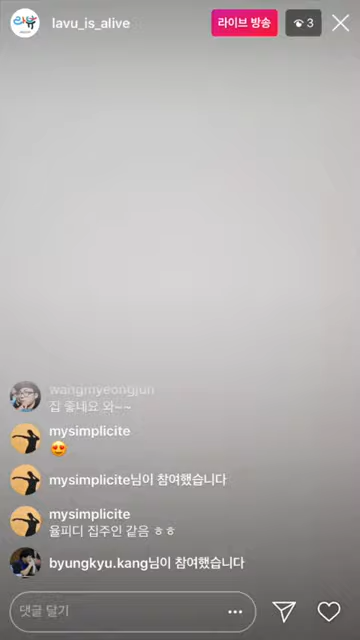 lavu_is_alive
라이브 방송
3
wangmyeongjun
집 좋네요 와~~
mysimplicite
😍
mysimplicite님이 참여했습니다
mysimplicite
율피디 집주인 같음 ㅎㅎ
byungkyu.kang님이 참여했습니다
댓글 달기